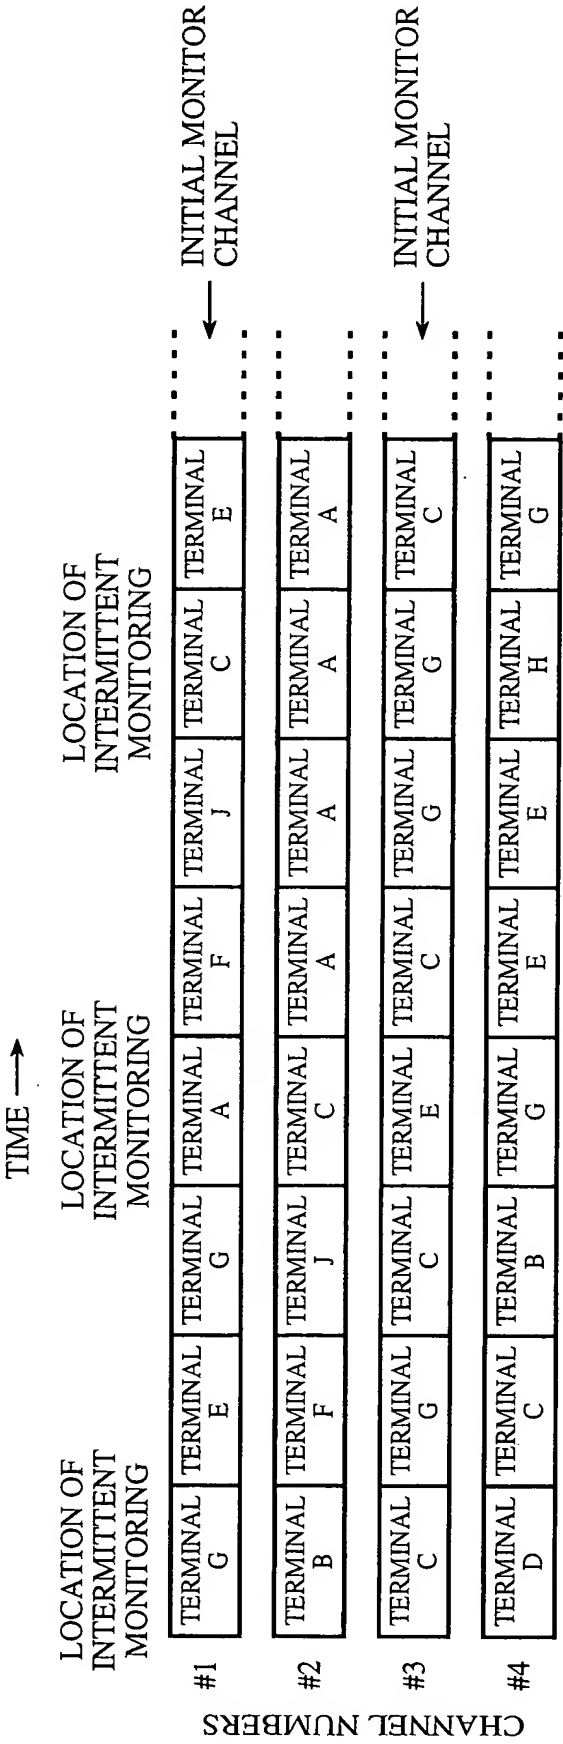 TIME
LOCATION OF
INTERMITTENT
MONITORING
LOCATION OF
INTERMITTENT
MONITORING
LOCATION OF
INTERMITTENT
MONITORING
CHANNEL NUMBERS
#1
TERMINAL
G
TERMINAL
E
TERMINAL
G
TERMINAL
A
TERMINAL
F
TERMINAL
J
TERMINAL
C
TERMINAL
E
INITIAL MONITOR
CHANNEL
#2
TERMINAL
B
TERMINAL
F
TERMINAL
J
TERMINAL
C
TERMINAL
A
TERMINAL
A
TERMINAL
A
TERMINAL
A
#3
TERMINAL
C
TERMINAL
G
TERMINAL
C
TERMINAL
E
TERMINAL
C
TERMINAL
G
TERMINAL
G
TERMINAL
C
INITIAL MONITOR
CHANNEL
#4
TERMINAL
D
TERMINAL
C
TERMINAL
B
TERMINAL
G
TERMINAL
E
TERMINAL
E
TERMINAL
H
TERMINAL
G